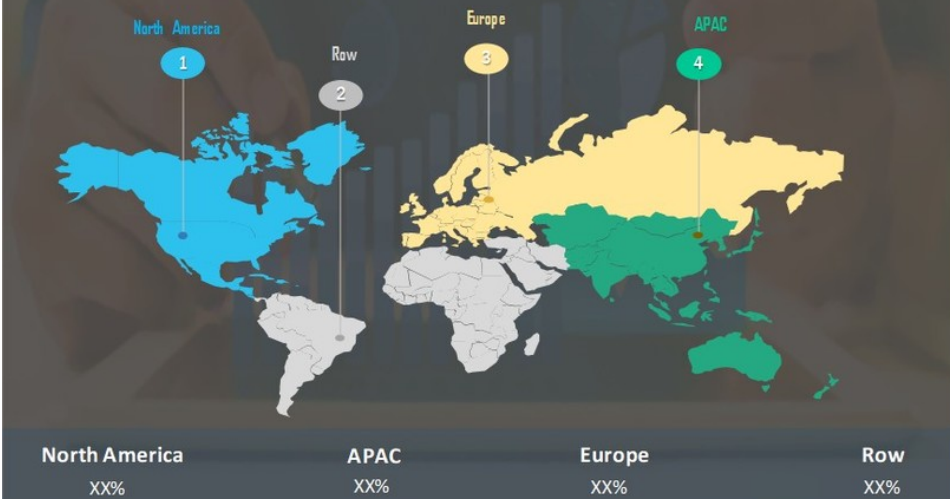 North America
1
Row
2
Europe
3
APAC
4
North America APAC Europe Row
XX% XX% XX% XX%